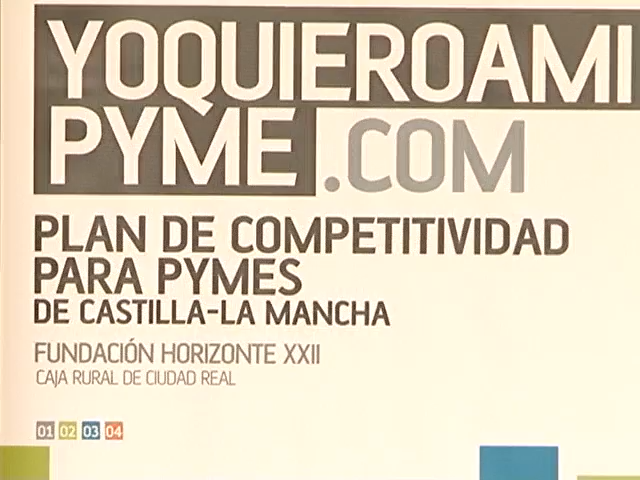 YOQUIEROAMI
PYME.COM
PLAN DE COMPETITIVIDAD
PARA PYMES
DE CASTILLA-LA MANCHA
FUNDACIÓN HORIZONTE XXII
CAJA RURAL DE CIUDAD REAL
01 02 03 04